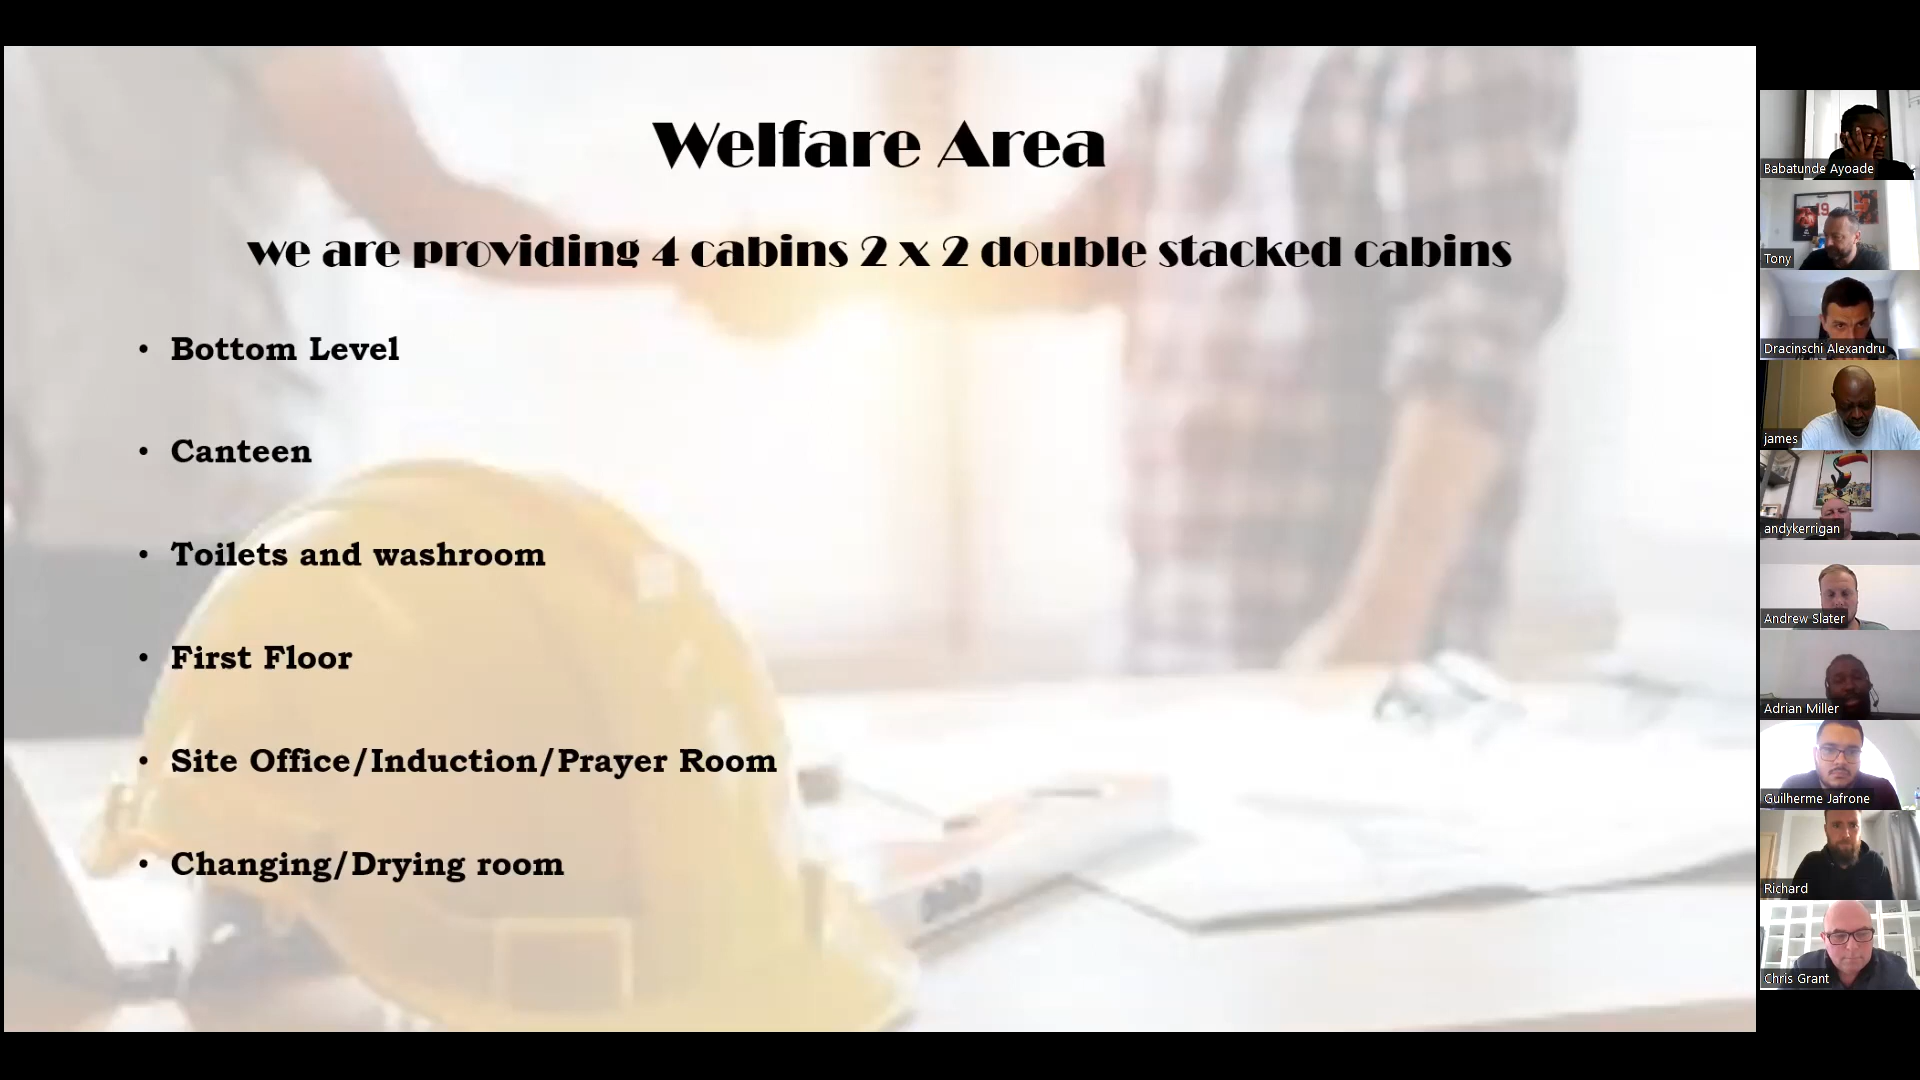 Welfare Area
we are providing 4 cabins 2 x 2 double stacked cabins
• Bottom Level
• Canteen
• Toilets and washroom
• First Floor
• Site Office/Induction/Prayer Room
• Changing/Drying room
Babatunde Ayoade
19
Tony
Dracinschi Alexandru
james
andykerrigan
Andrew Slater
Adrian Miller
Guilherme Jafrone
Richard
Chris Grant